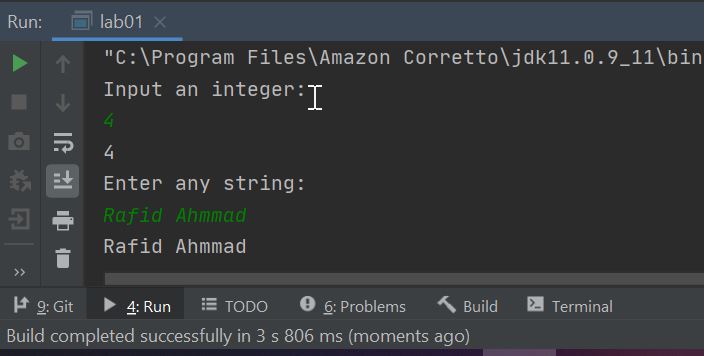 Run: lab01
"C:\Program Files\Amazon Corretto\jdk11.0.9_11\bin
Input an integer:
4
4
Enter any string:
Rafid Ahmmad
Rafid Ahmmad
9: Git 4: Run TODO 6: Problems Build Terminal
Build completed successfully in 3 s 806 ms (moments ago)